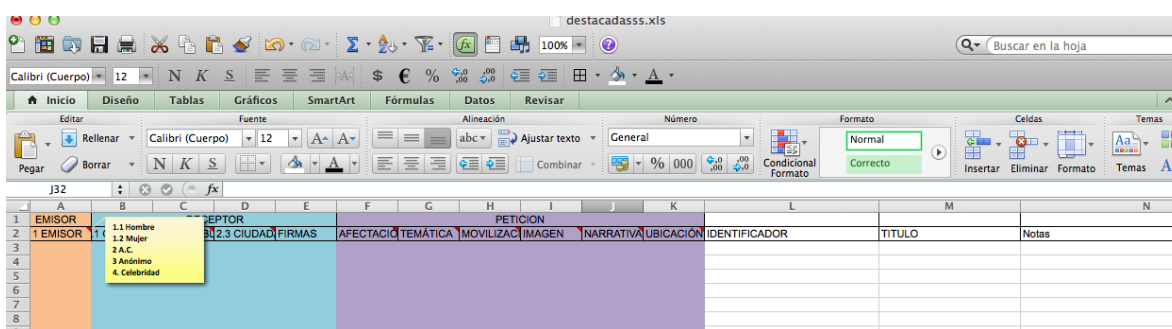 destacadasss.xls
100%
Buscar en la hoja
Calibri (Cuerpo) 12 N K S $ € % A
Inicio Diseño Tablas Gráficos SmartArt Fórmulas Datos Revisar
Editar Fuente Alineación Número Formato Celdas Temas
Rellenar Calibri (Cuerpo) 12 A A abc Ajustar texto General Normal Aa
Pegar Borrar N K S A Combinar % 000 Condicional Formato Correcto Insertar Eliminar Formato Temas A
J32 fx
A B C D E F G H I J K L M N
1 EMISOR RECEPTOR PETICION
2 1 EMISOR 2.3 CIUDAD FIRMAS AFECTACIÓ TEMÁTICA MOVILIZAC IMAGEN NARRATIVA UBICACIÓN IDENTIFICADOR TITULO Notas
1.1 Hombre
1.2 Mujer
2 A.C.
3 Anónimo
4. Celebridad
3
4
5
6
7
8